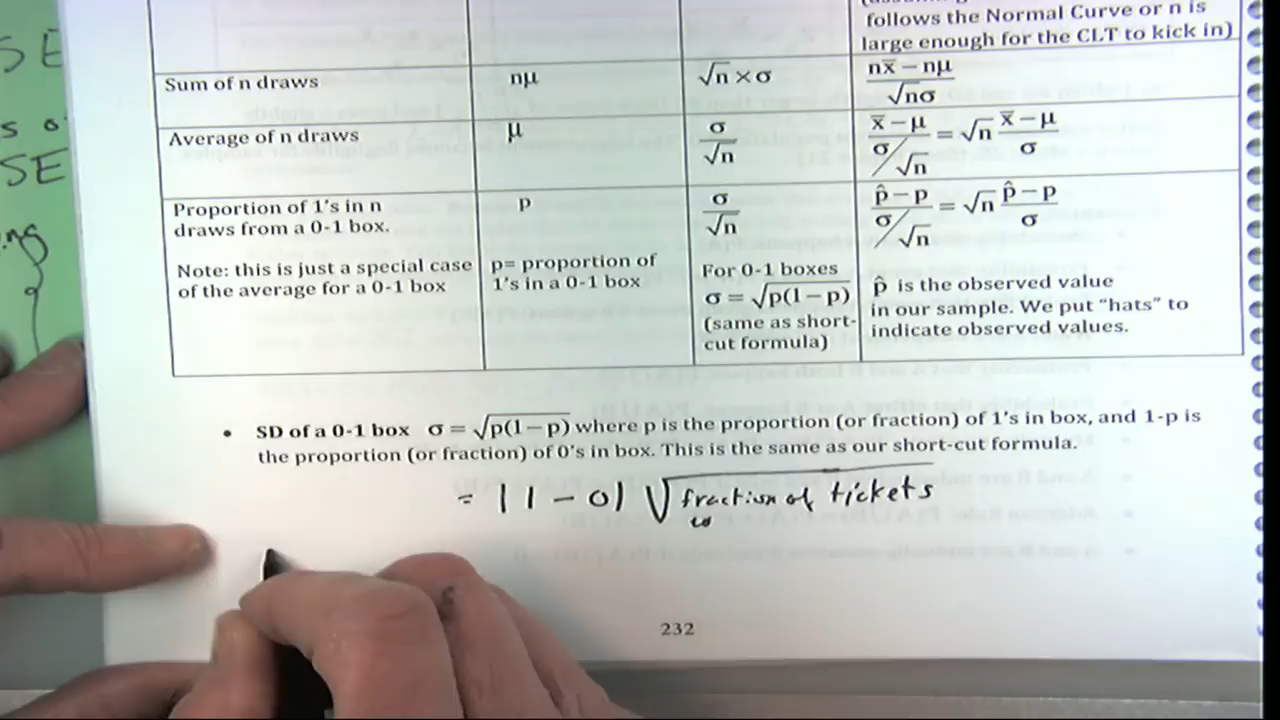 SE
s o
SE
ng
follows the Normal Curve or n is
large enough for the CLT to kick in)
Sum of n draws
nμ
√n × σ
nx̄ − nμ
√nσ
Average of n draws
μ
σ
√n
x̄ − μ
σ/√n
= √n
x̄ − μ
σ
Proportion of 1's in n
draws from a 0-1 box.
Note: this is just a special case
of the average for a 0-1 box
p
p= proportion of
1's in a 0-1 box
σ
√n
For 0-1 boxes
σ = √p(1 − p)
(same as short-
cut formula)
p̂ − p
σ/√n
= √n
p̂ − p
σ
p̂ is the observed value
in our sample. We put “hats” to
indicate observed values.
• SD of a 0-1 box σ = √p(1 − p) where p is the proportion (or fraction) of 1's in box, and 1-p is
the proportion (or fraction) of 0's in box. This is the same as our short-cut formula.
= |1 − 0| √fraction of tickets
232